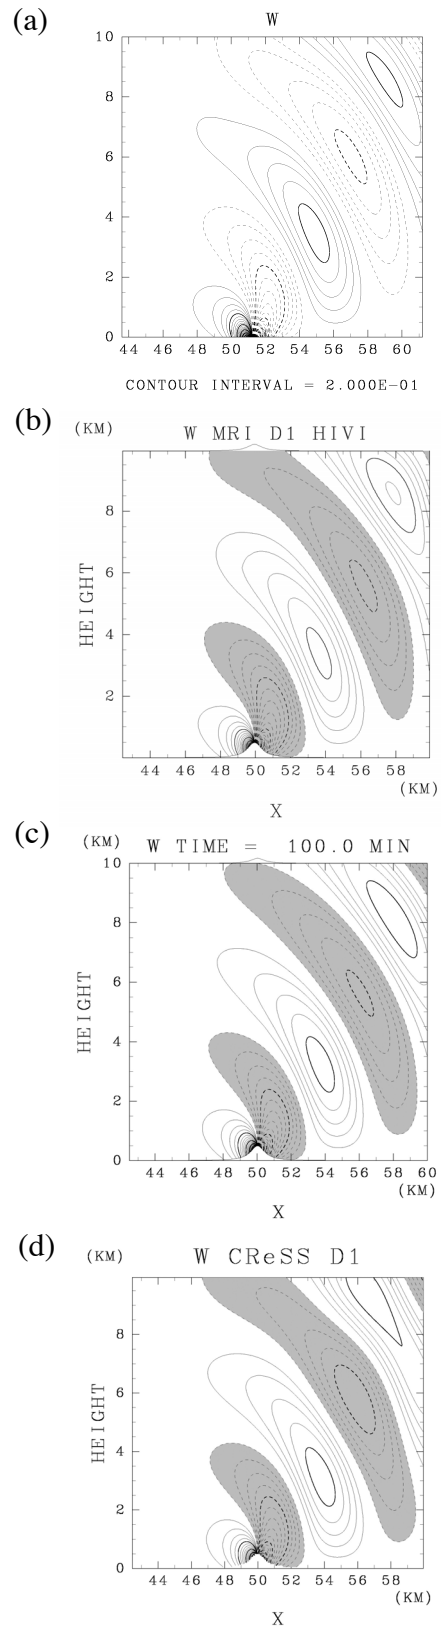 (a)
W
10
8
6
4
2
0
44 46 48 50 52 54 56 58 60
CONTOUR INTERVAL = 2.000E-01
(b)
(KM)
W MRI D1 HIVI
HEIGHT
8
6
4
2
44 46 48 50 52 54 56 58
(KM)
X
(c)
(KM)
W TIME = 100.0 MIN
HEIGHT
10
8
6
4
2
0
44 46 48 50 52 54 56 58 60
(KM)
X
(d)
(KM)
W CReSS D1
HEIGHT
8
6
4
2
0
44 46 48 50 52 54 56 58 60
(KM)
X